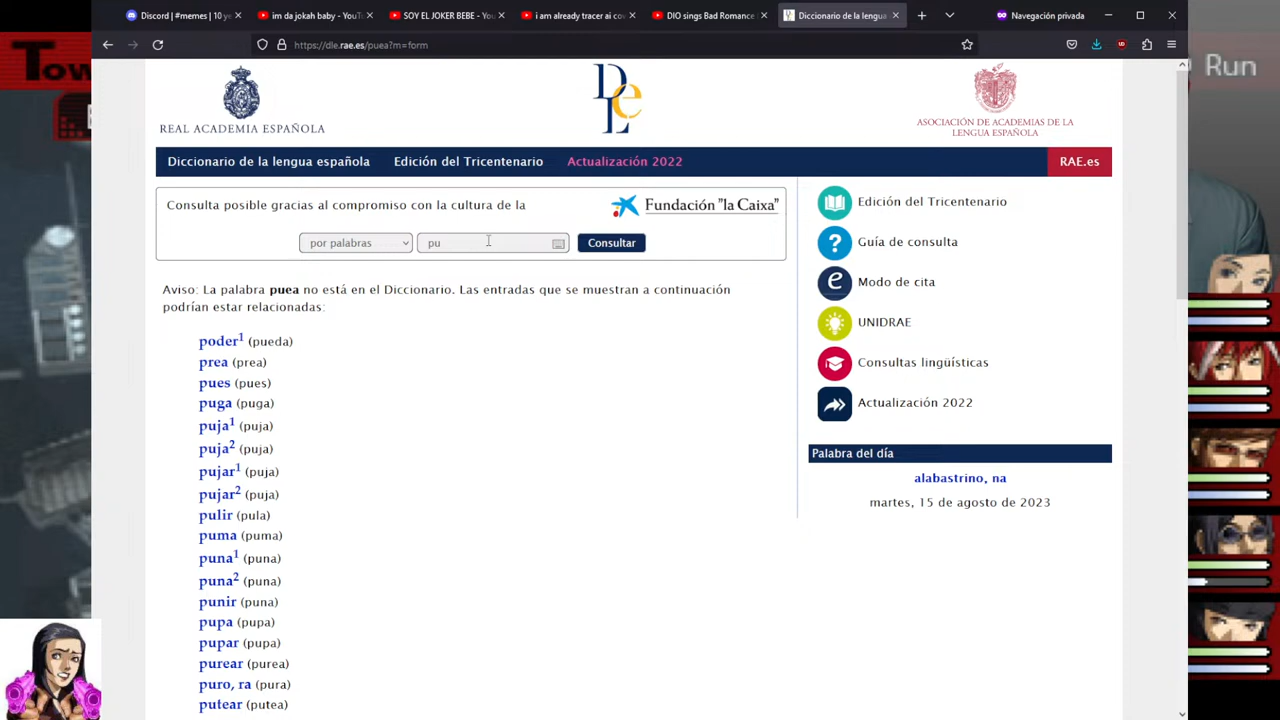 Discord | #memes | 10 ye
im da jokah baby - YouT
SOY EL JOKER BEBE - You
i am already tracer ai cov
DIO sings Bad Romance
Diccionario de la lengua
Navegación privada
https://dle.rae.es/puea?m=form
Tow
Run
REAL ACADEMIA ESPAÑOLA
DLE
ASOCIACIÓN DE ACADEMIAS DE LA
LENGUA ESPAÑOLA
Diccionario de la lengua española Edición del Tricentenario Actualización 2022 RAE.es
Consulta posible gracias al compromiso con la cultura de la Fundación "la Caixa"
por palabras pu Consultar
Aviso: La palabra puea no está en el Diccionario. Las entradas que se muestran a continuación
podrían estar relacionadas:
poder1 (pueda)
prea (prea)
pues (pues)
puga (puga)
puja1 (puja)
puja2 (puja)
pujar1 (puja)
pujar2 (puja)
pulir (pula)
puma (puma)
puna1 (puna)
puna2 (puna)
punir (puna)
pupa (pupa)
pupar (pupa)
purear (purea)
puro, ra (pura)
putear (putea)
Edición del Tricentenario
Guía de consulta
Modo de cita
UNIDRAE
Consultas lingüísticas
Actualización 2022
Palabra del día
alabastrino, na
martes, 15 de agosto de 2023